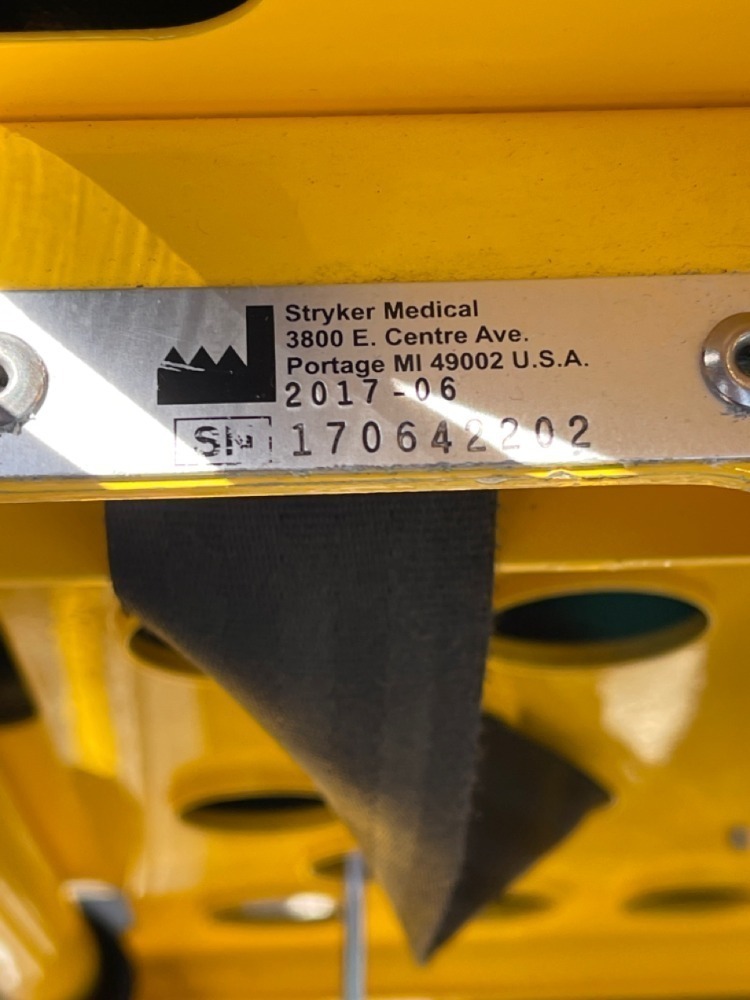 Stryker Medical
3800 E. Centre Ave.
Portage MI 49002 U.S.A.
2017-06
SN 170642202